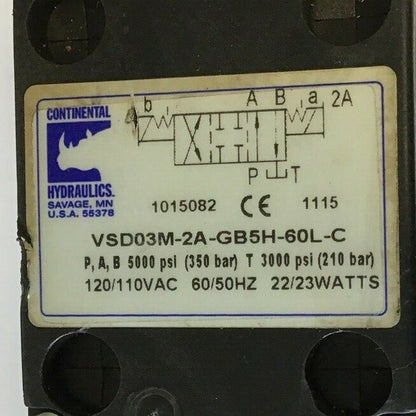 CONTINENTAL
HYDRAULICS.
SAVAGE, MN
U.S.A. 55378
b A B a 2A
P T
1015082 CE 1115
VSD03M-2A-GB5H-60L-C
P, A, B 5000 psi (350 bar) T 3000 psi (210 bar)
120/110VAC 60/50HZ 22/23WATTS